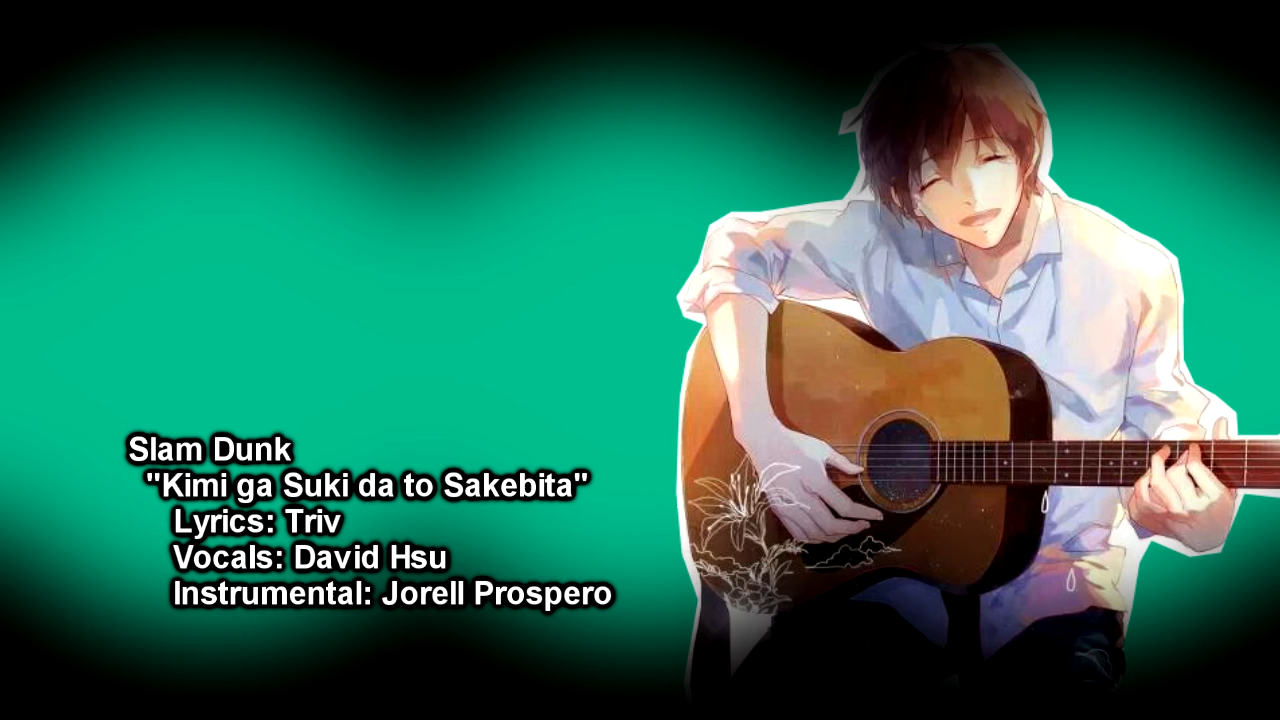 Slam Dunk
"Kimi ga Suki da to Sakebita"
Lyrics: Triv
Vocals: David Hsu
Instrumental: Jorell Prospero